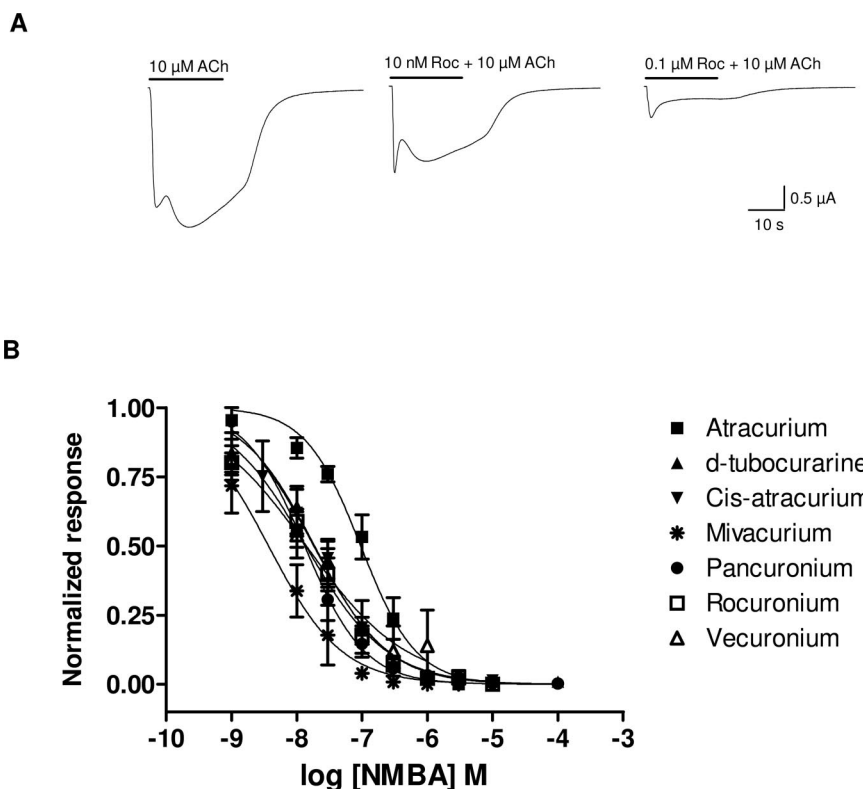 A
10 µM ACh
10 nM Roc + 10 µM ACh
0.1 µM Roc + 10 µM ACh
0.5 µA
10 s
B
Normalized response
1.00
0.75
0.50
0.25
0.00
-10 -9 -8 -7 -6 -5 -4 -3
log [NMBA] M
Atracurium
d-tubocurarine
Cis-atracurium
Mivacurium
Pancuronium
Rocuronium
Vecuronium